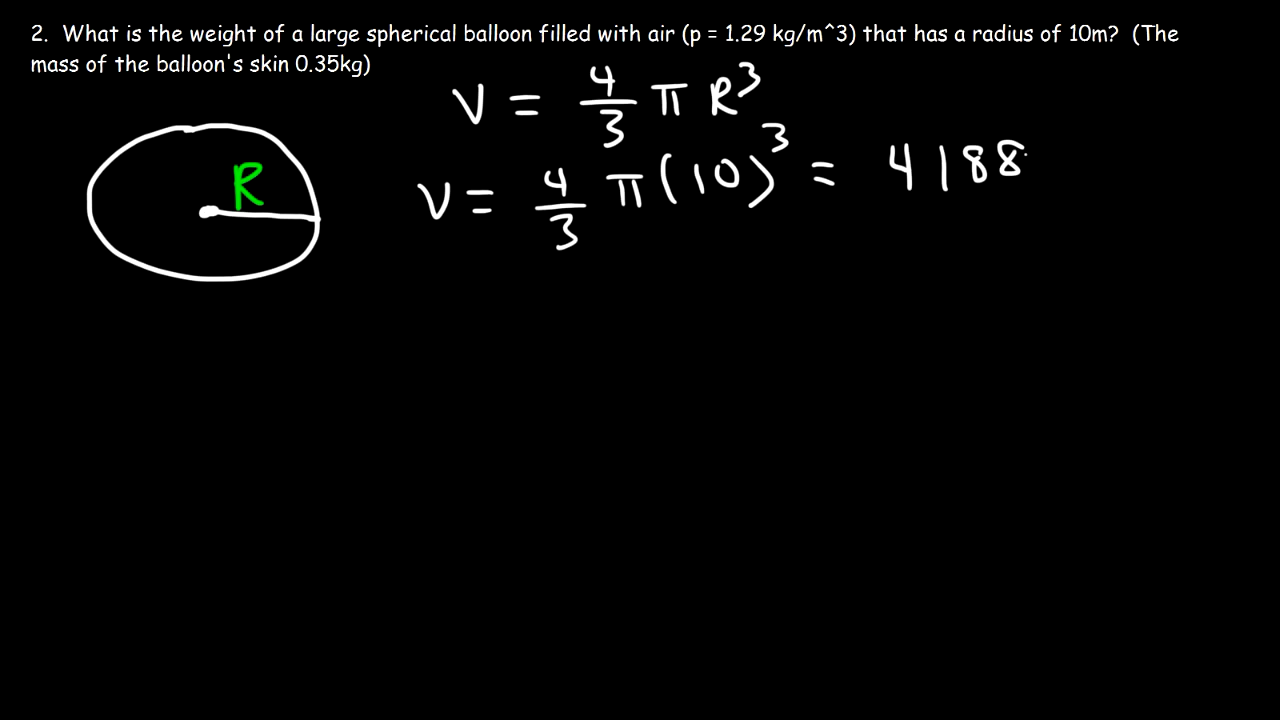 2. What is the weight of a large spherical balloon filled with air (p = 1.29 kg/m^3) that has a radius of 10m? (The
mass of the balloon's skin 0.35kg)
V = 4/3 π R^3
R
V = 4/3 π (10)^3 = 4188.